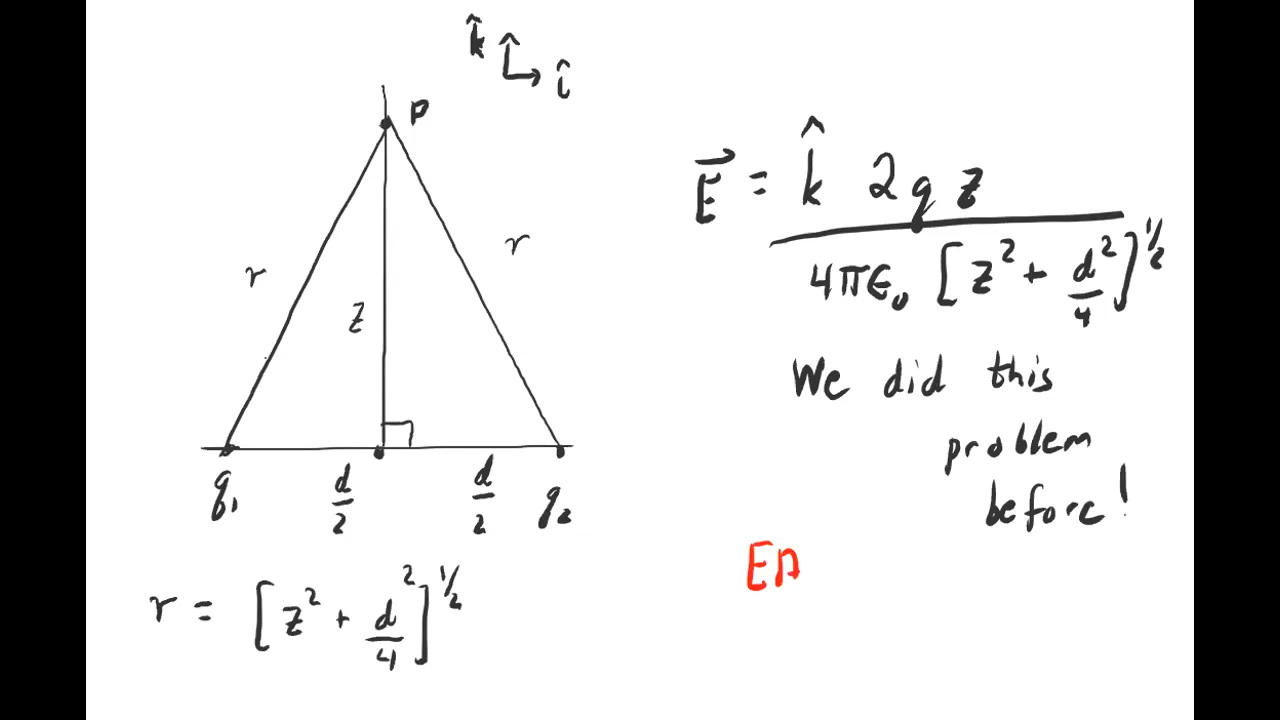 k̂
î
P
r
r
z
q₁ d/2 d/2 q₂
r = [z² + d²/4]^1/2
E⃗ = k̂ 2qz / 4πε₀ [z² + d²/4]^1/2
We did this
problem
before!